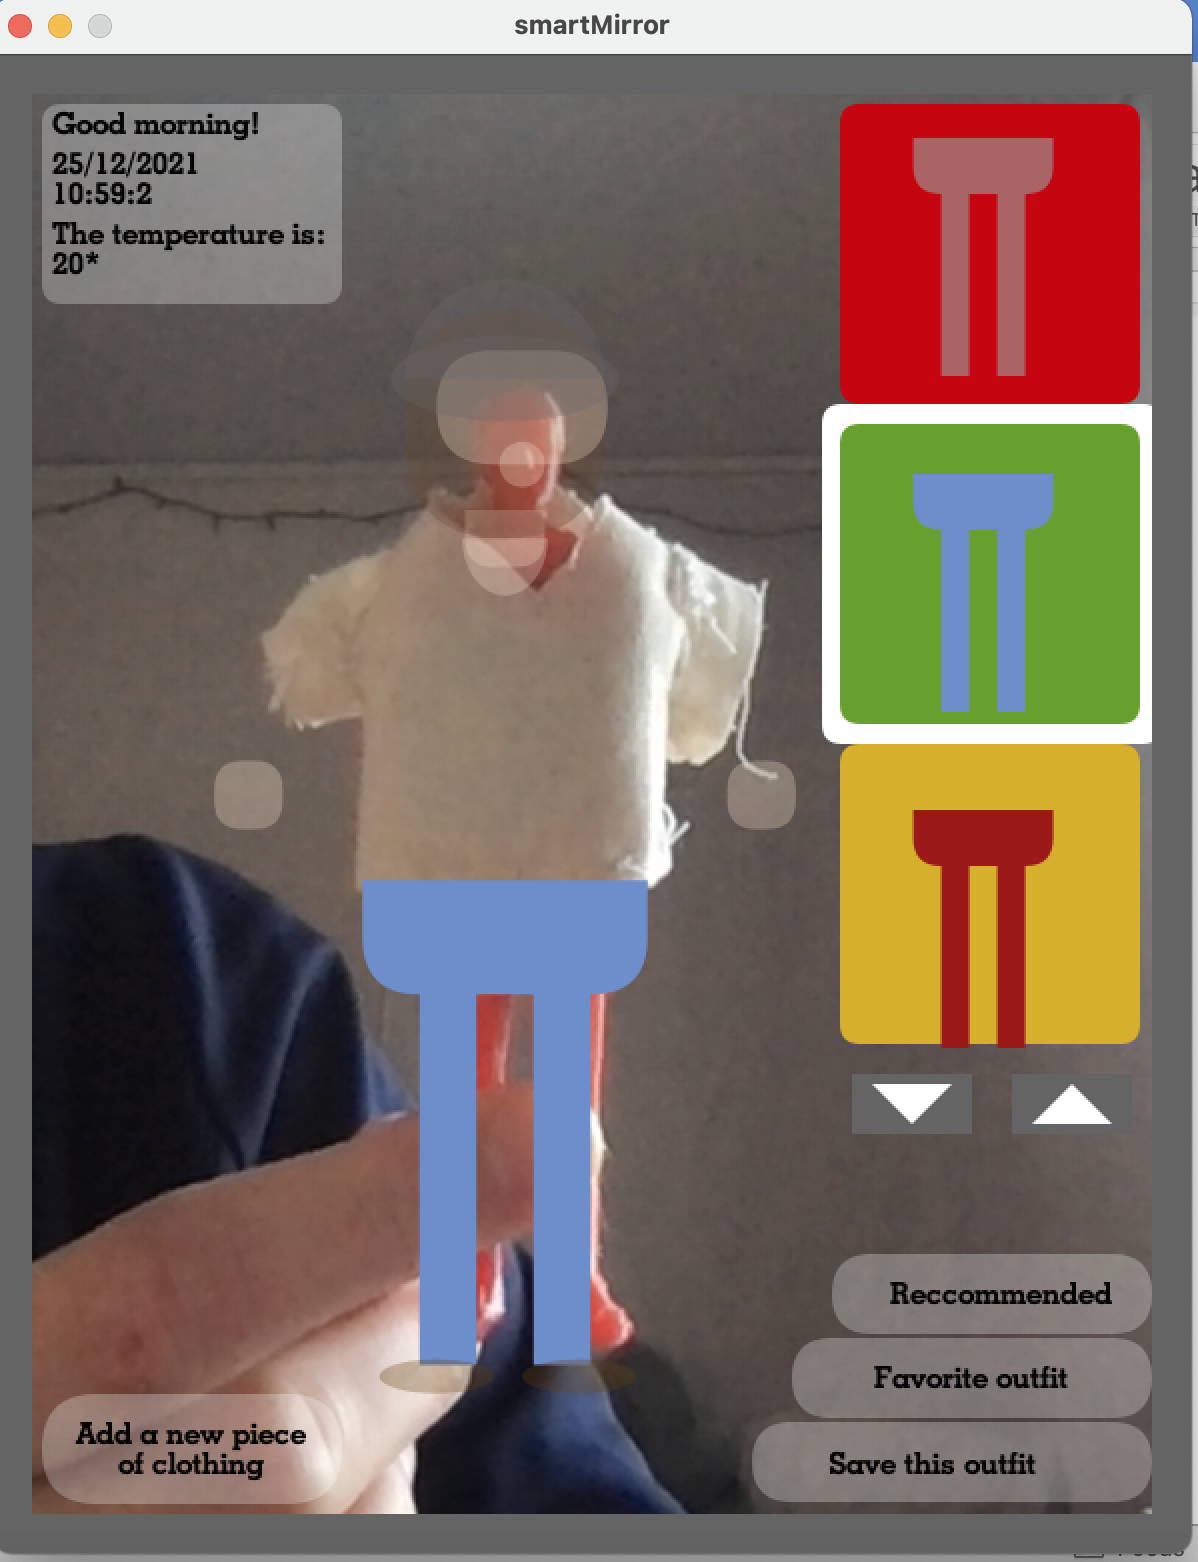 smartMirror
Good morning!
25/12/2021
10:59:2
The temperature is:
20*
Reccommended
Favorite outfit
Save this outfit
Add a new piece
of clothing